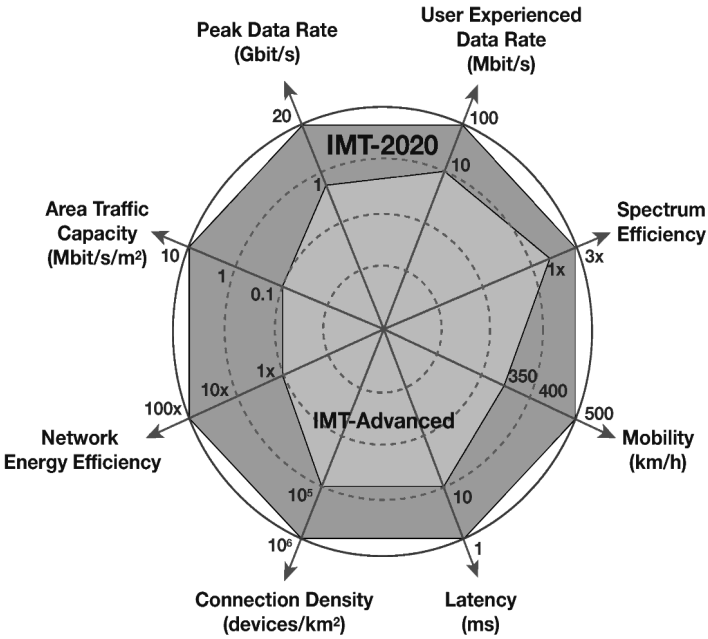 User Experienced
Data Rate
(Mbit/s)
Peak Data Rate
(Gbit/s)
20
100
IMT-2020
10
1
Area Traffic
Capacity
(Mbit/s/m²)
Spectrum
Efficiency
10
1
0.1
1x
3x
1x
10x
100x
350
400
500
IMT-Advanced
Network
Energy Efficiency
Mobility
(km/h)
10⁵
10
10⁶
1
Connection Density
(devices/km²)
Latency
(ms)